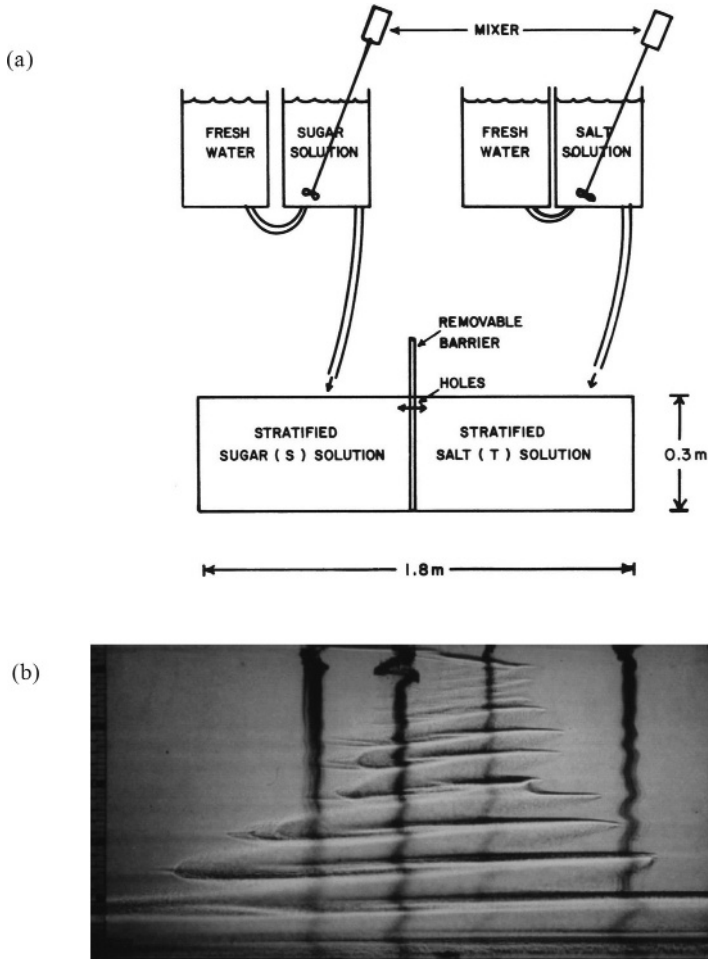 (a)
MIXER
FRESH
WATER
SUGAR
SOLUTION
FRESH
WATER
SALT
SOLUTION
REMOVABLE
BARRIER
HOLES
STRATIFIED
SUGAR (S) SOLUTION
STRATIFIED
SALT (T) SOLUTION
0.3 m
1.8 m
(b)